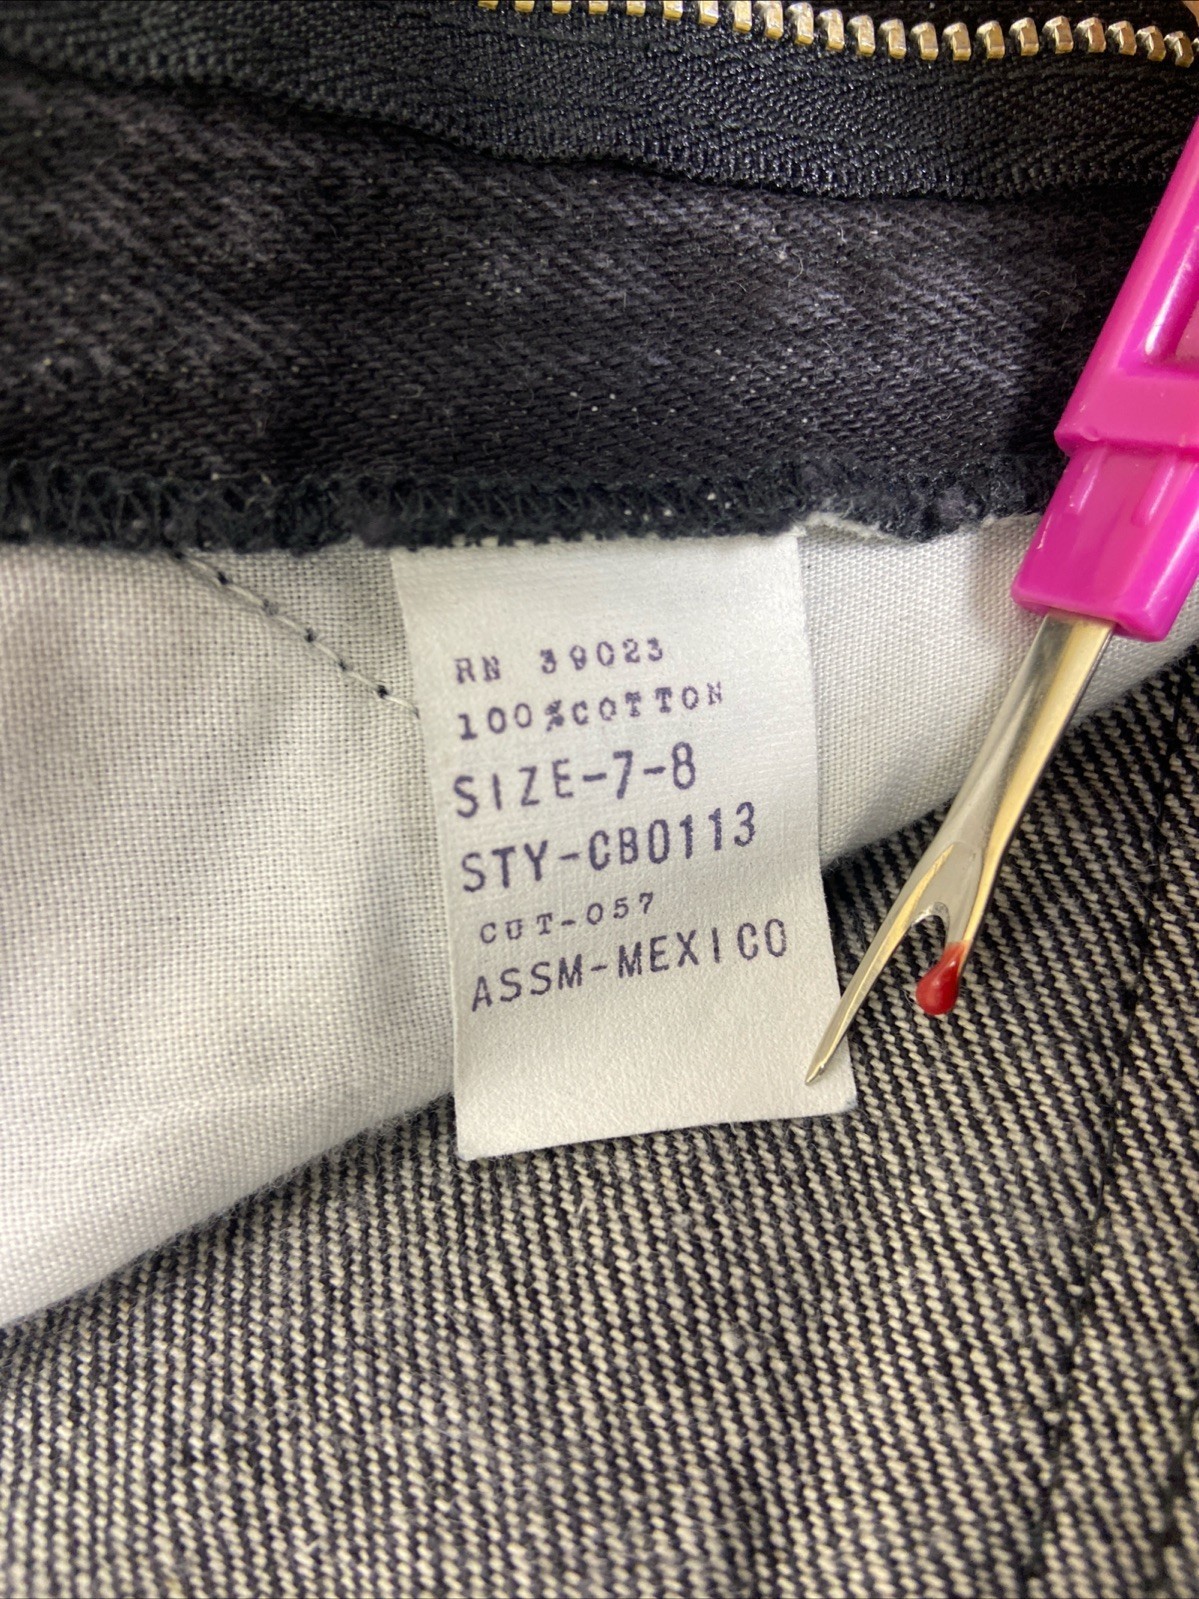 RN 39023
100%COTTON
SIZE-7-8
STY-CB0113
CUT-057
ASSM-MEXICO